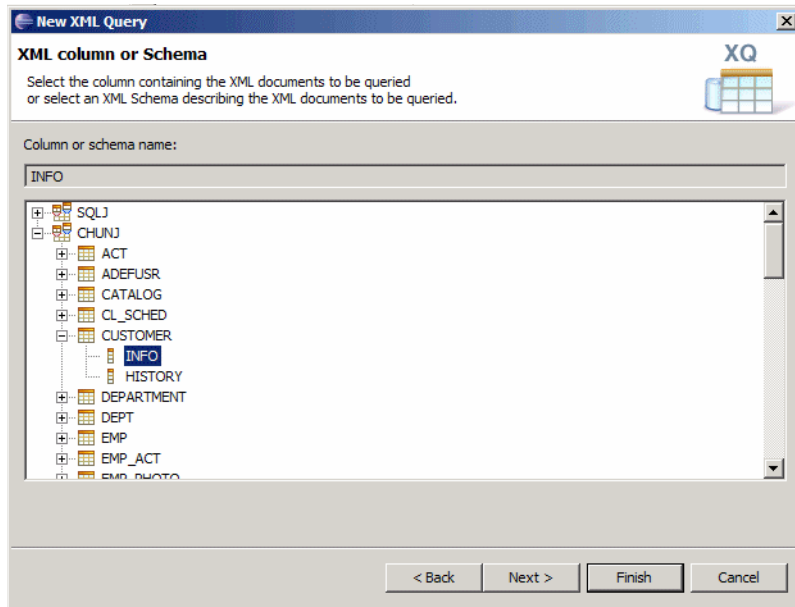 New XML Query
XML column or Schema
XQ
Select the column containing the XML documents to be queried
or select an XML Schema describing the XML documents to be queried.
Column or schema name:
INFO
SQLJ
CHUNJ
ACT
ADEFUSR
CATALOG
CL_SCHED
CUSTOMER
INFO
HISTORY
DEPARTMENT
DEPT
EMP
EMP_ACT
EMP_PHOTO
< Back Next > Finish Cancel